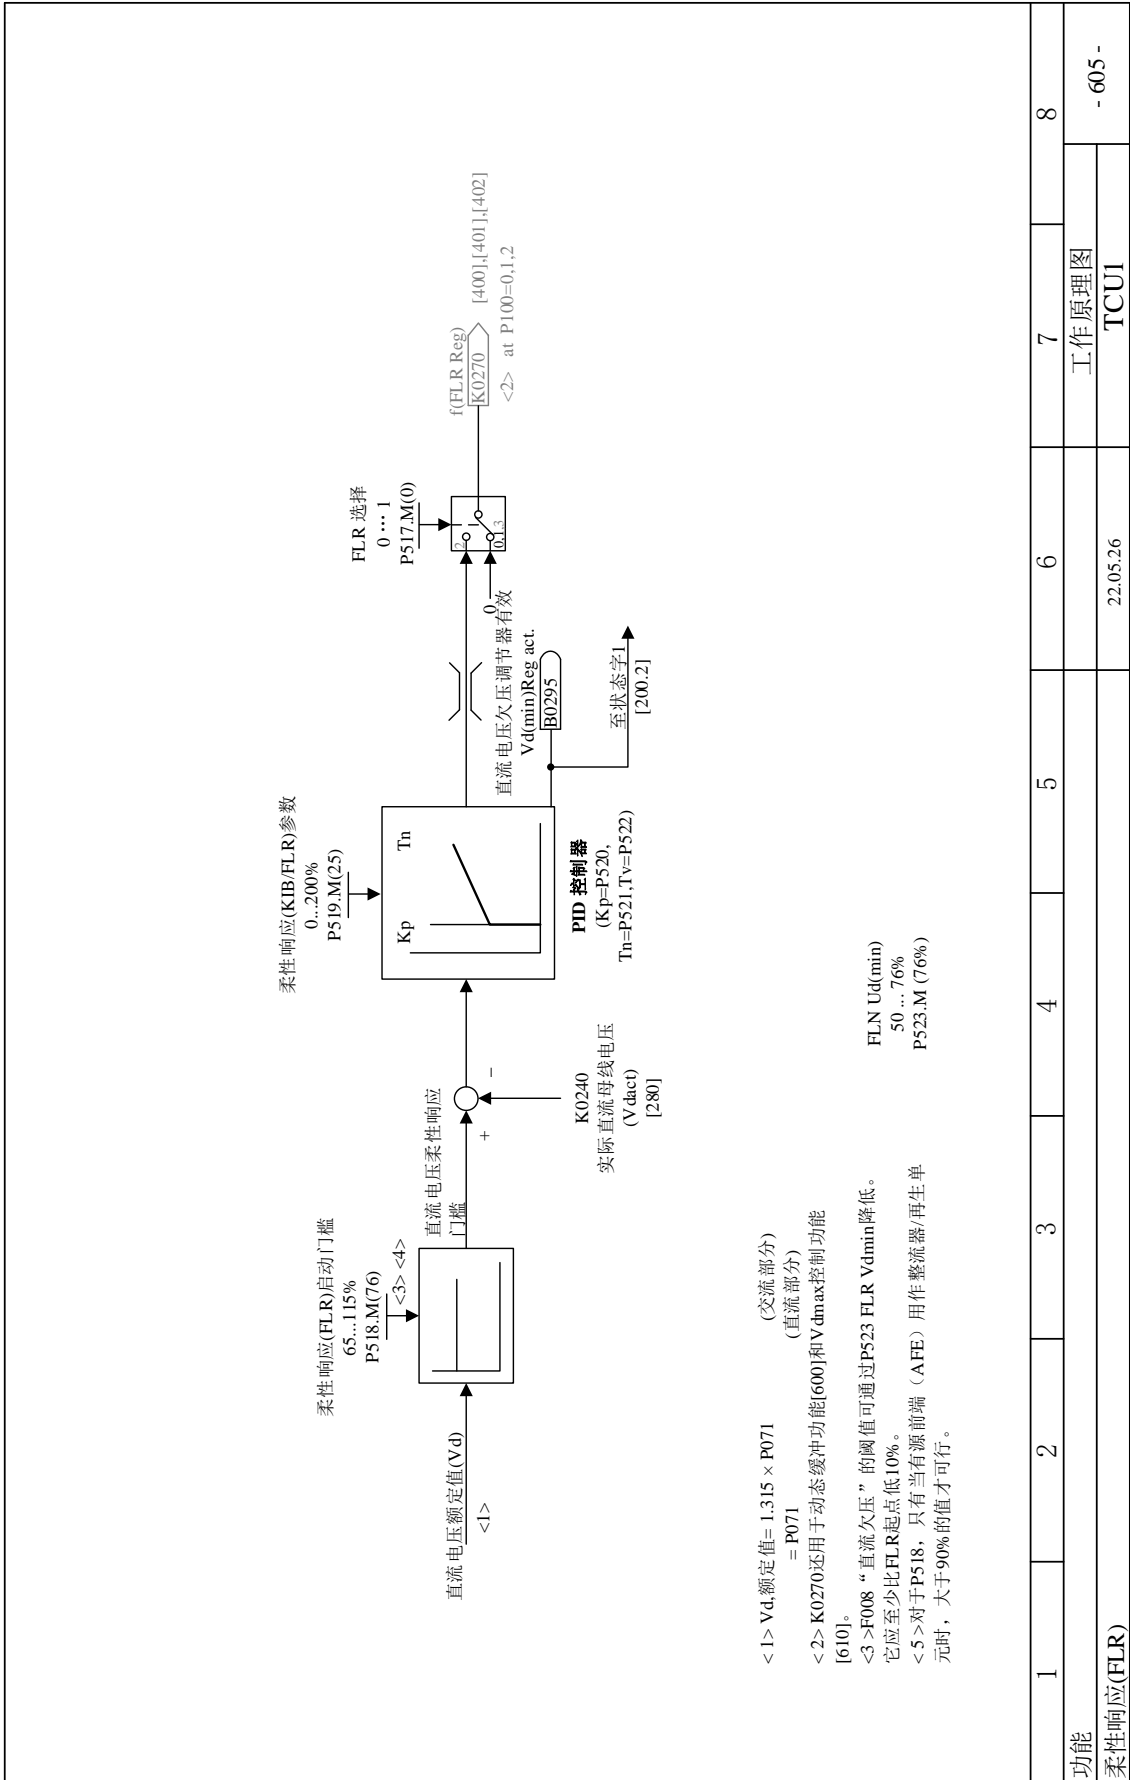 柔性响应(FLR)启动门槛
65...115%
P518.M(76)
<3> <4>
直流电压额定值(Vd)
<1>
直流电压柔性响应
门槛
+
−
K0240
实际直流母线电压
(Vdact)
[280]
柔性响应(KIB/FLR)参数
0...200%
P519.M(25)
Kp
Tn
PID 控制器
(Kp=P520,
Tn=P521,Tv=P522)
直流电压欠压调节器有效
Vd(min)Reg act.
B0295
至状态字1
[200.2]
FLR 选择
0 ··· 1
P517.M(0)
2
0,1,3
0
f(FLR Reg)
K0270
[400],[401],[402]
<2> at P100=0,1,2
FLN Ud(min)
50 ... 76%
P523.M (76%)
< 1> Vd,额定值= 1.315 × P071 (交流部分)
= P071 (直流部分)
< 2> K0270还用于动态缓冲功能[600]和Vdmax控制功能
[610]。
<3 >F008“直流欠压”的阈值可通过P523 FLR Vdmin降低。
它应至少比FLR起点低10%。
< 5 >对于P518，只有当有源前端（AFE）用作整流器/再生单
元时，大于90%的值才可行。
1 2 3 4 5 6 7 8
功能 工作原理图
柔性响应(FLR) 22.05.26 TCU1
- 605 -